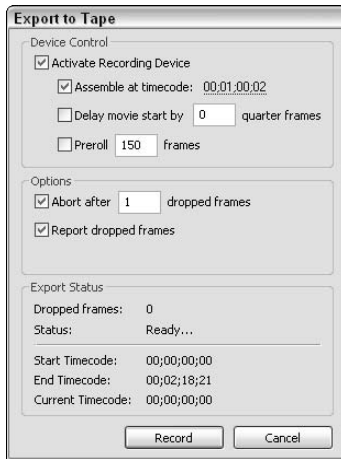 Export to Tape
Device Control
Activate Recording Device
Assemble at timecode: 00;01;00;02
Delay movie start by 0 quarter frames
Preroll 150 frames
Options
Abort after 1 dropped frames
Report dropped frames
Export Status
Dropped frames: 0
Status: Ready...
Start Timecode: 00;00;00;00
End Timecode: 00;02;18;21
Current Timecode: 00;00;00;00
Record Cancel